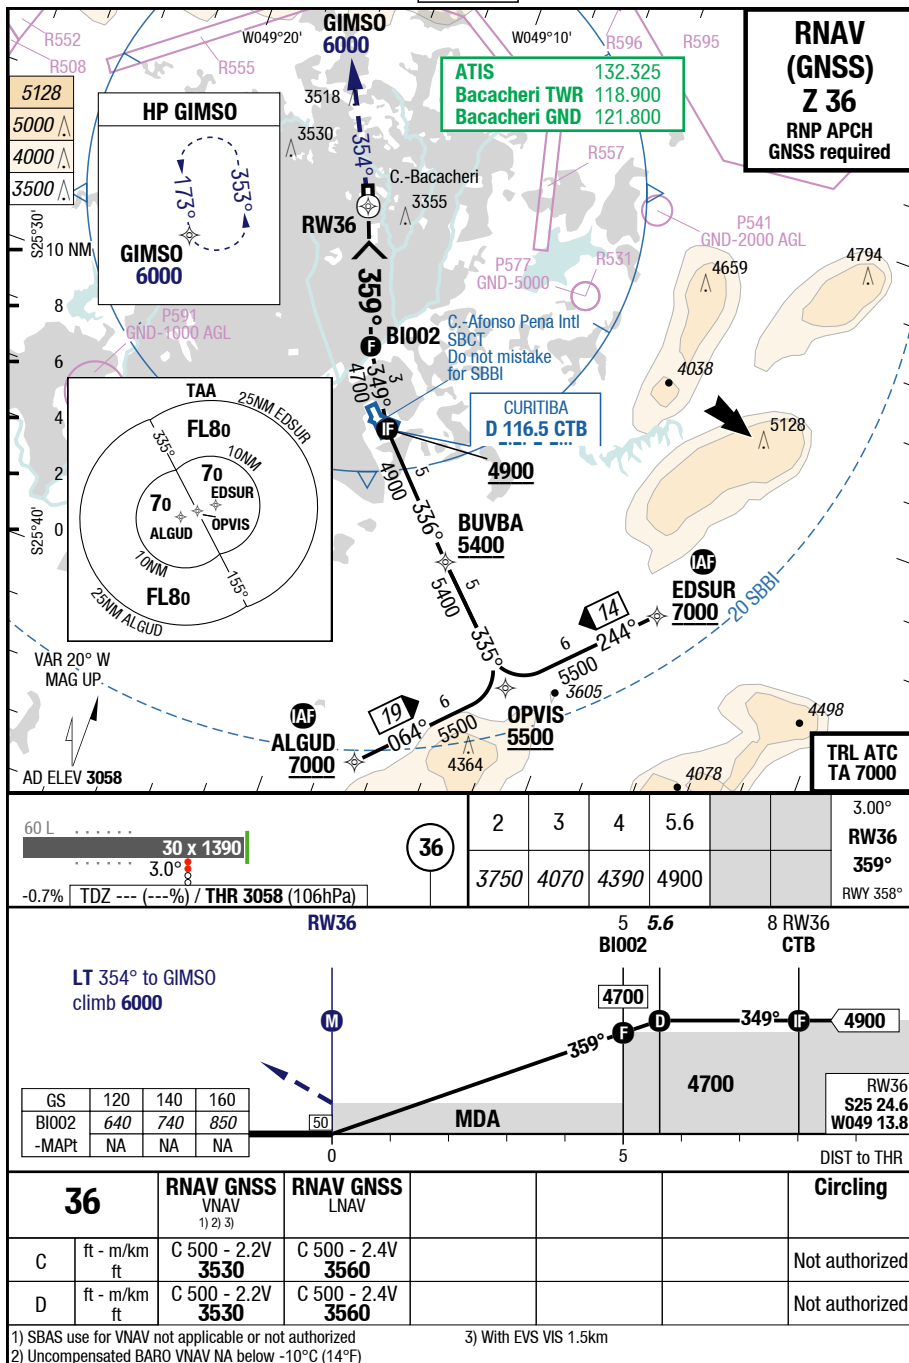 RNAV
(GNSS)
Z 36
RNP APCH
GNSS required
GIMSO
6000
W049°20'
W049°10'
R552
R508
R555
R596
R595
ATIS 132.325
Bacacheri TWR 118.900
Bacacheri GND 121.800
5128
5000
4000
3500
HP GIMSO
173°
353°
GIMSO
6000
3518
3530
354°
C.-Bacacheri
3355
RW36
R557
P541
GND-2000 AGL
P577
GND-5000
R531
4659
4794
S25°30'
10 NM
8
6
4
2
0
S25°40'
P591
GND-1000 AGL
359°
F BI002
C.-Afonso Pena Intl
SBCT
Do not mistake
for SBBI
3
349°
4700
4038
5128
CURITIBA
D 116.5 CTB
IF
4900
TAA
25NM EDSUR
FL80
335°
10NM
70
EDSUR
70
ALGUD
OPVIS
10NM
155°
FL80
25NM ALGUD
5
4900
336°
BUVBA
5400
5
5400
335°
IAF
EDSUR
7000
20 SBBI
14
244°
6
5500
3605
OPVIS
5500
VAR 20° W
MAG UP
IAF
ALGUD
7000
19
064°
6
5500
4364
4498
4078
AD ELEV 3058
TRL ATC
TA 7000
60 L
30 x 1390
3.0°
-0.7%
TDZ --- (---%) / THR 3058 (106hPa)
36
2 3 4 5.6
3750 4070 4390 4900
3.00°
RW36
359°
RWY 358°
RW36
5 5.6 8 RW36
BI002 CTB
LT 354° to GIMSO
climb 6000
M
4700
F
D
349°
IF
4900
359°
4700
MDA
50
RW36
S25 24.6
W049 13.8
GS 120 140 160
BI002 640 740 850
-MAPt NA NA NA
0 5 DIST to THR
36 RNAV GNSS RNAV GNSS Circling
VNAV LNAV
1) 2) 3)
C ft - m/km C 500 - 2.2V C 500 - 2.4V Not authorized
ft 3530 3560
D ft - m/km C 500 - 2.2V C 500 - 2.4V Not authorized
ft 3530 3560
1) SBAS use for VNAV not applicable or not authorized 3) With EVS VIS 1.5km
2) Uncompensated BARO VNAV NA below -10°C (14°F)